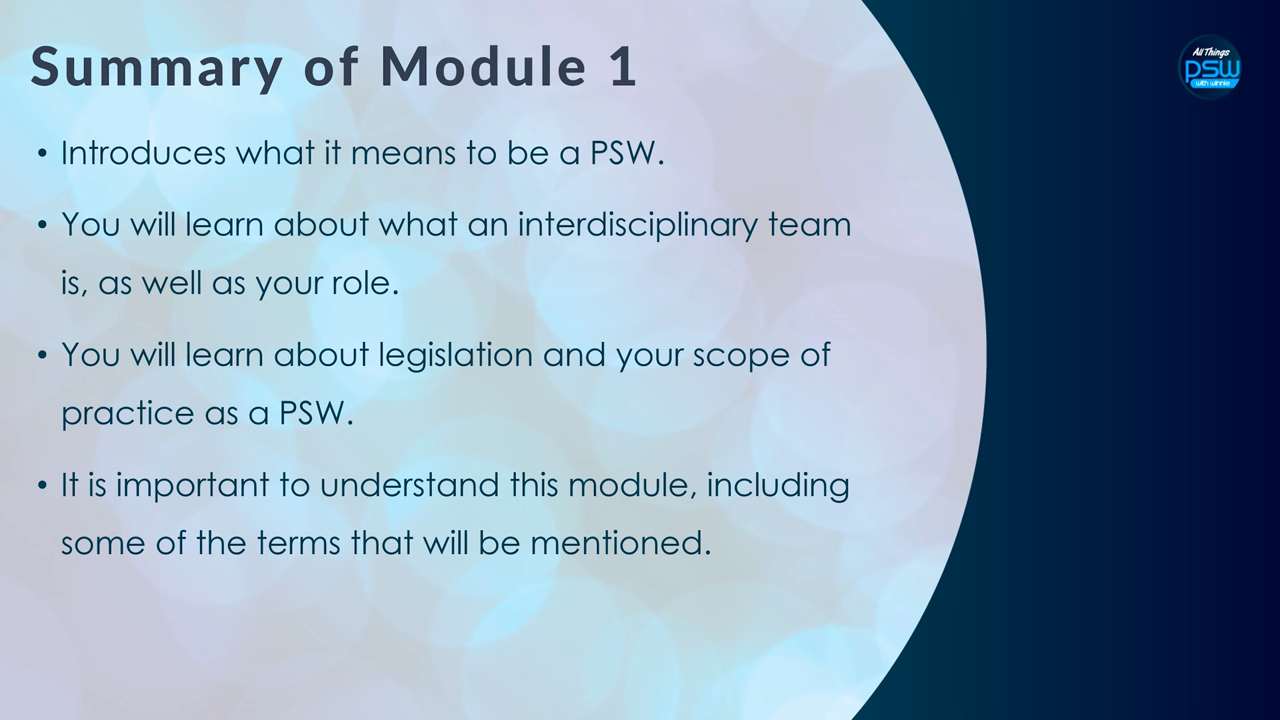 Summary of Module 1
All Things
PSW
with winnie
• Introduces what it means to be a PSW.
• You will learn about what an interdisciplinary team
is, as well as your role.
• You will learn about legislation and your scope of
practice as a PSW.
• It is important to understand this module, including
some of the terms that will be mentioned.